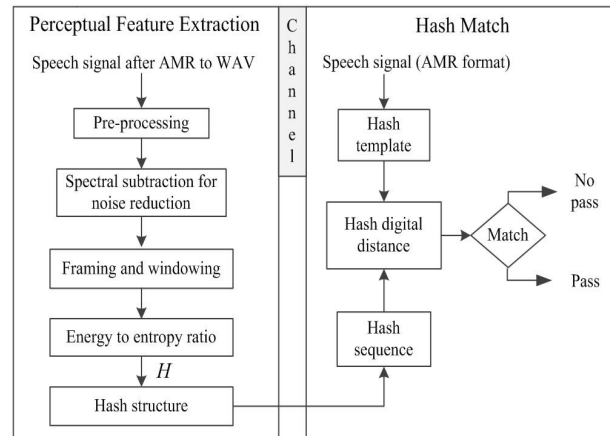 Perceptual Feature Extraction
Speech signal after AMR to WAV
Pre-processing
Spectral subtraction for
noise reduction
Framing and windowing
Energy to entropy ratio
H
Hash structure
C
h
a
n
n
e
l
Hash Match
Speech signal (AMR format)
Hash
template
Hash digital
distance
Hash
sequence
Match
No
pass
Pass